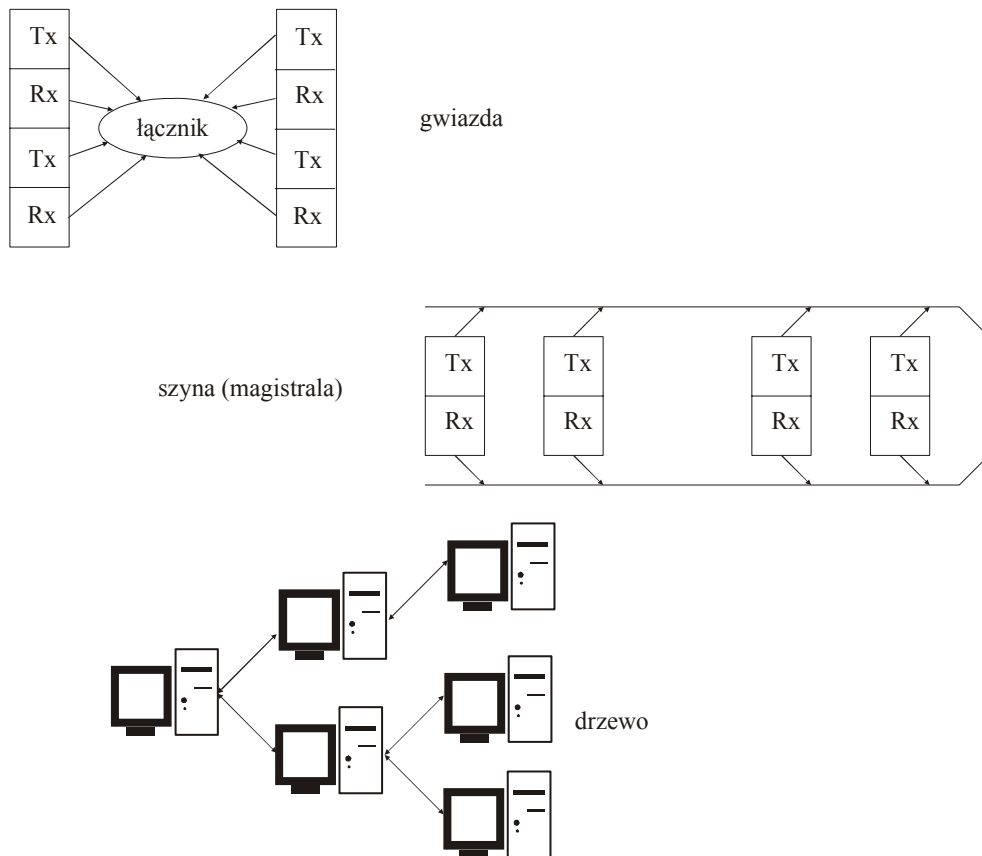 Tx Tx
Rx Rx
łącznik
gwiazda
Tx Tx
Rx Rx
Tx Tx Tx Tx
szyna (magistrala)
Rx Rx Rx Rx
drzewo